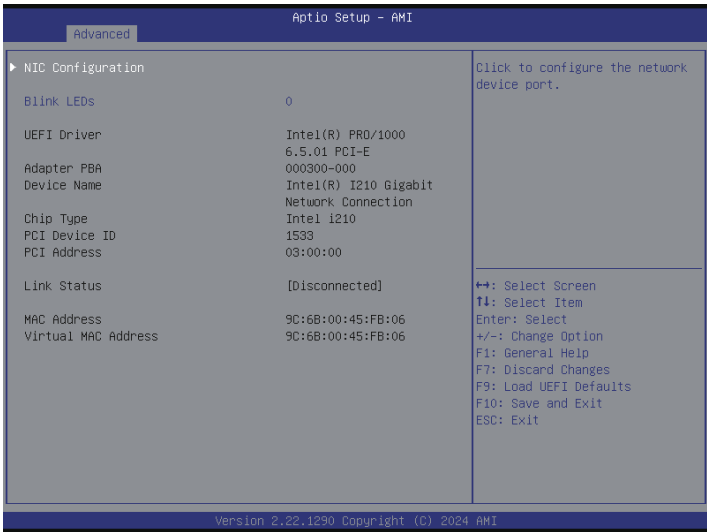 Aptio Setup – AMI
Advanced
NIC Configuration
Blink LEDs 0
UEFI Driver Intel(R) PRO/1000
6.5.01 PCI-E
Adapter PBA 000300-000
Device Name Intel(R) I210 Gigabit
Network Connection
Chip Type Intel i210
PCI Device ID 1533
PCI Address 03:00:00
Link Status [Disconnected]
MAC Address 9C:6B:00:45:FB:06
Virtual MAC Address 9C:6B:00:45:FB:06
Click to configure the network
device port.
↔: Select Screen
↑↓: Select Item
Enter: Select
+/-: Change Option
F1: General Help
F7: Discard Changes
F9: Load UEFI Defaults
F10: Save and Exit
ESC: Exit
Version 2.22.1290 Copyright (C) 2024 AMI